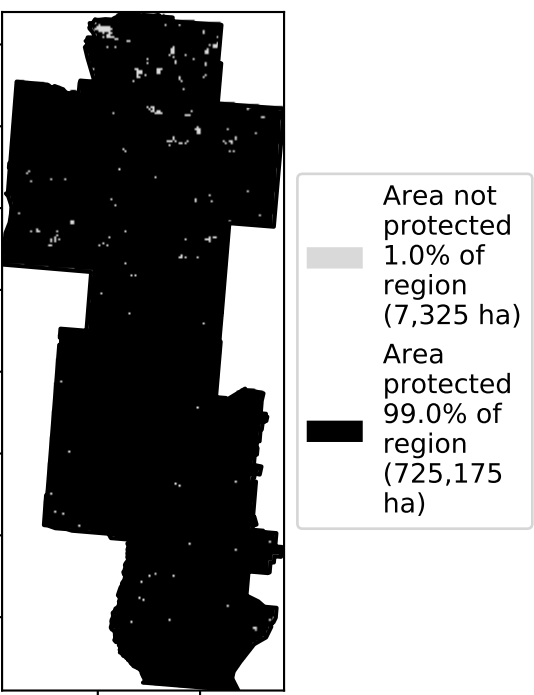 Area not
protected
1.0% of
region
(7,325 ha)
Area
protected
99.0% of
region
(725,175
ha)